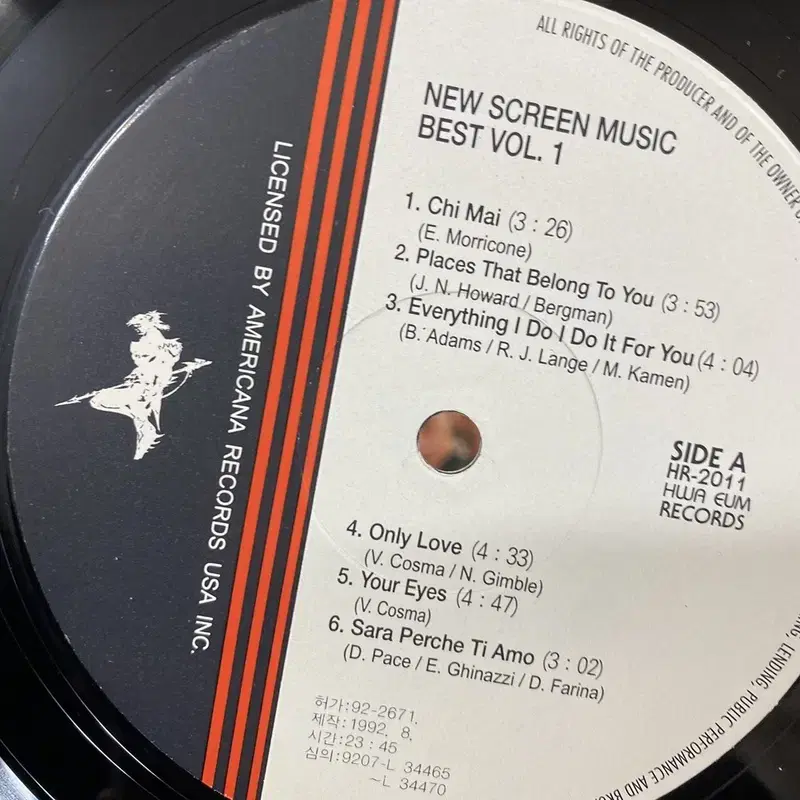 ALL RIGHTS OF THE PRODUCER AND OF THE OWNER
NEW SCREEN MUSIC
BEST VOL. 1
1. Chi Mai (3 : 26)
(E. Morricone)
2. Places That Belong To You (3 : 53)
(J. N. Howard / Bergman)
3. Everything I Do I Do It For You (4 : 04)
(B. Adams / R. J. Lange / M. Kamen)
SIDE A
HR-2011
HWA EUM
RECORDS
4. Only Love (4 : 33)
(V. Cosma / N. Gimble)
5. Your Eyes (4 : 47)
(V. Cosma)
6. Sara Perche Ti Amo (3 : 02)
(D. Pace / E. Ghinazzi / D. Farina)
허가:92-2671.
제작:1992. 8.
시간:23 : 45
심의:9207-L 34465
~L 34470
LICENSED BY AMERICANA RECORDS USA INC.
LENDING, PUBLIC PERFORMANCE AND